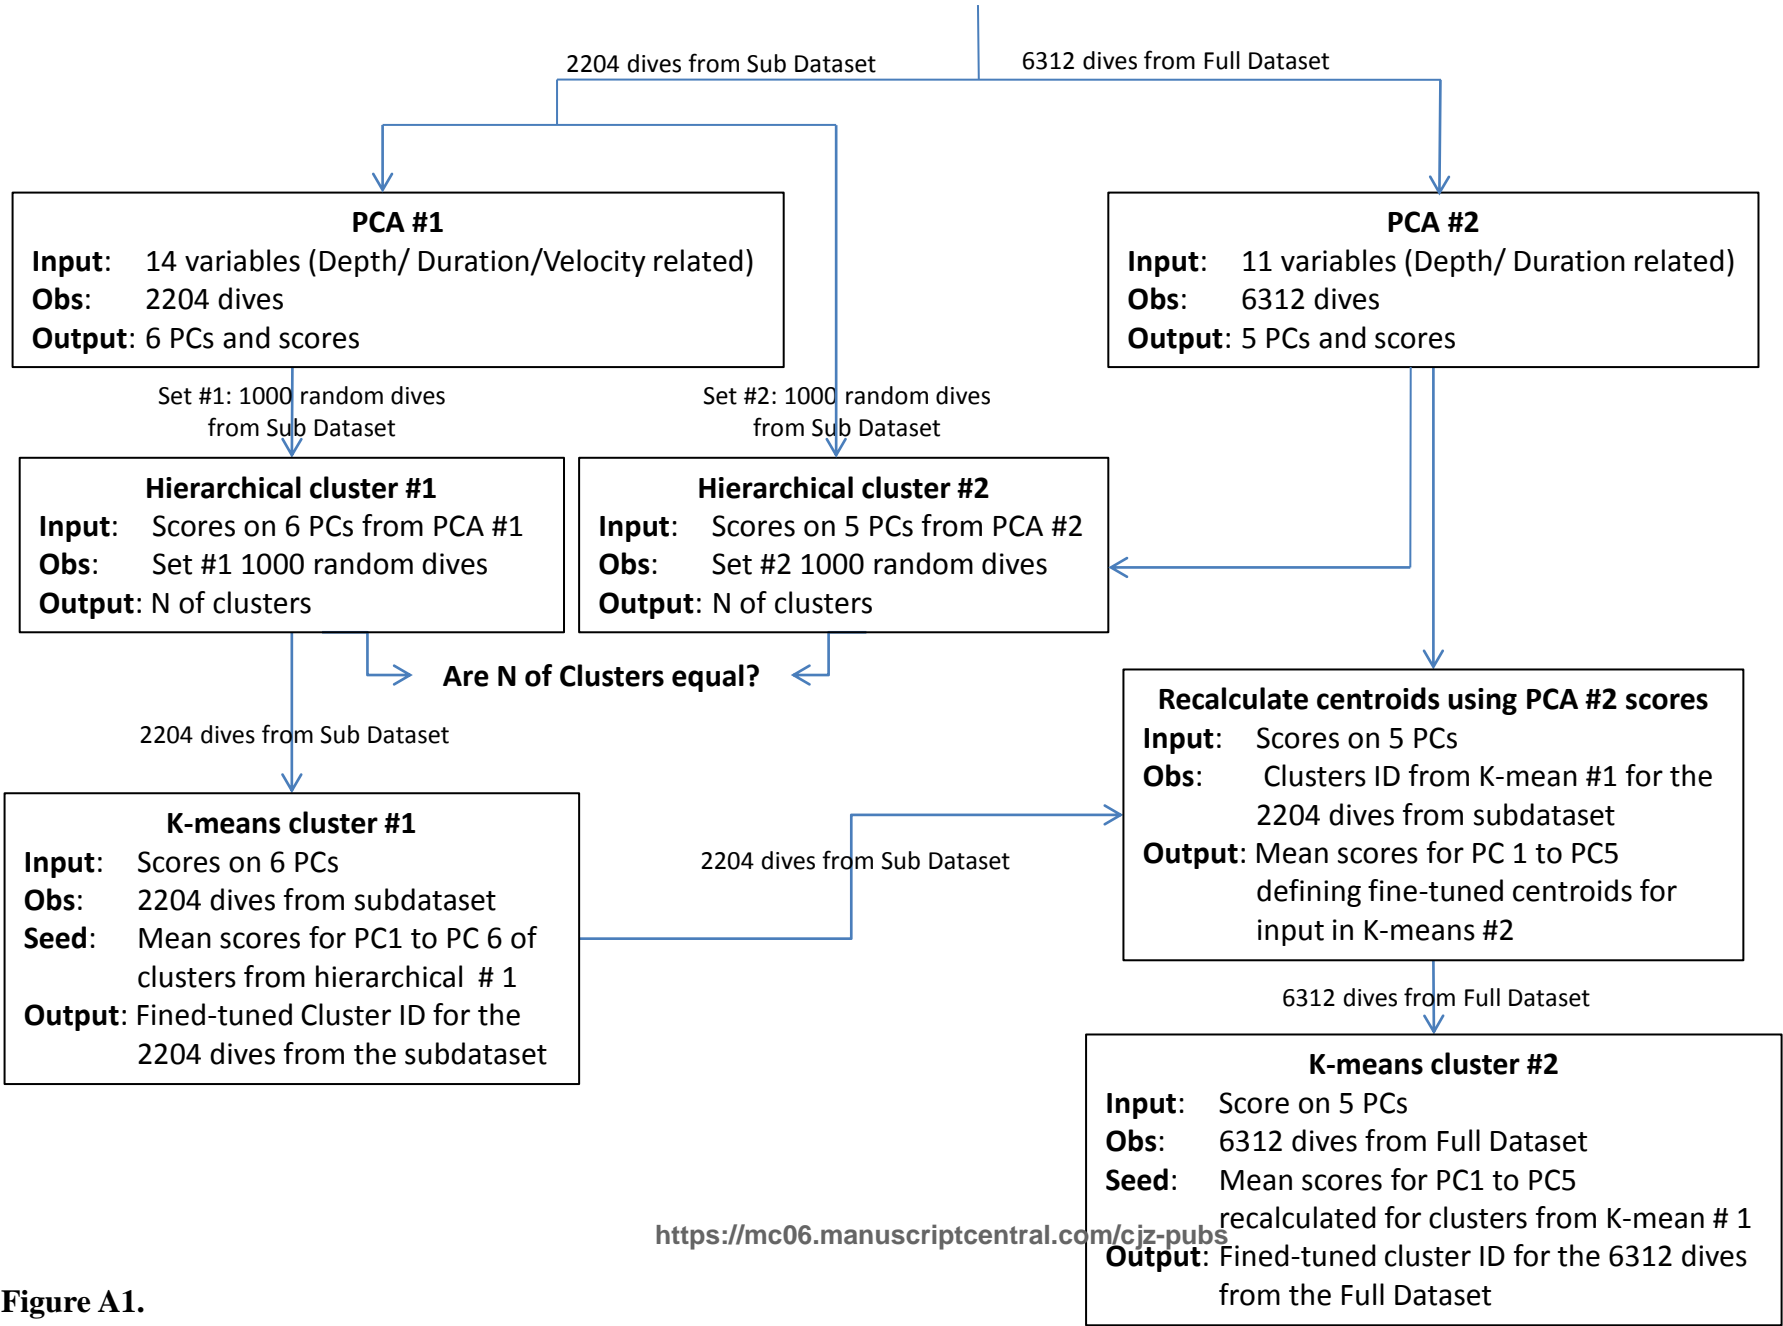 2204 dives from Sub Dataset
6312 dives from Full Dataset
PCA #1
Input: 14 variables (Depth/ Duration/Velocity related)
Obs: 2204 dives
Output: 6 PCs and scores
PCA #2
Input: 11 variables (Depth/ Duration related)
Obs: 6312 dives
Output: 5 PCs and scores
Set #1: 1000 random dives
from Sub Dataset
Set #2: 1000 random dives
from Sub Dataset
Hierarchical cluster #1
Input: Scores on 6 PCs from PCA #1
Obs: Set #1 1000 random dives
Output: N of clusters
Hierarchical cluster #2
Input: Scores on 5 PCs from PCA #2
Obs: Set #2 1000 random dives
Output: N of clusters
Are N of Clusters equal?
2204 dives from Sub Dataset
K-means cluster #1
Input: Scores on 6 PCs
Obs: 2204 dives from subdataset
Seed: Mean scores for PC1 to PC 6 of
clusters from hierarchical # 1
Output: Fined-tuned Cluster ID for the
2204 dives from the subdataset
2204 dives from Sub Dataset
Recalculate centroids using PCA #2 scores
Input: Scores on 5 PCs
Obs: Clusters ID from K-mean #1 for the
2204 dives from subdataset
Output: Mean scores for PC 1 to PC5
defining fine-tuned centroids for
input in K-means #2
6312 dives from Full Dataset
K-means cluster #2
Input: Score on 5 PCs
Obs: 6312 dives from Full Dataset
Seed: Mean scores for PC1 to PC5
recalculated for clusters from K-mean # 1
Output: Fined-tuned cluster ID for the 6312 dives
from the Full Dataset
https://mc06.manuscriptcentral.com/cjz-pubs
Figure A1.